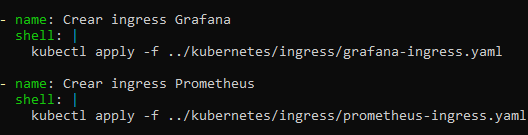 - name: Crear ingress Grafana
  shell: |
    kubectl apply -f ../kubernetes/ingress/grafana-ingress.yaml
- name: Crear ingress Prometheus
  shell: |
    kubectl apply -f ../kubernetes/ingress/prometheus-ingress.yaml